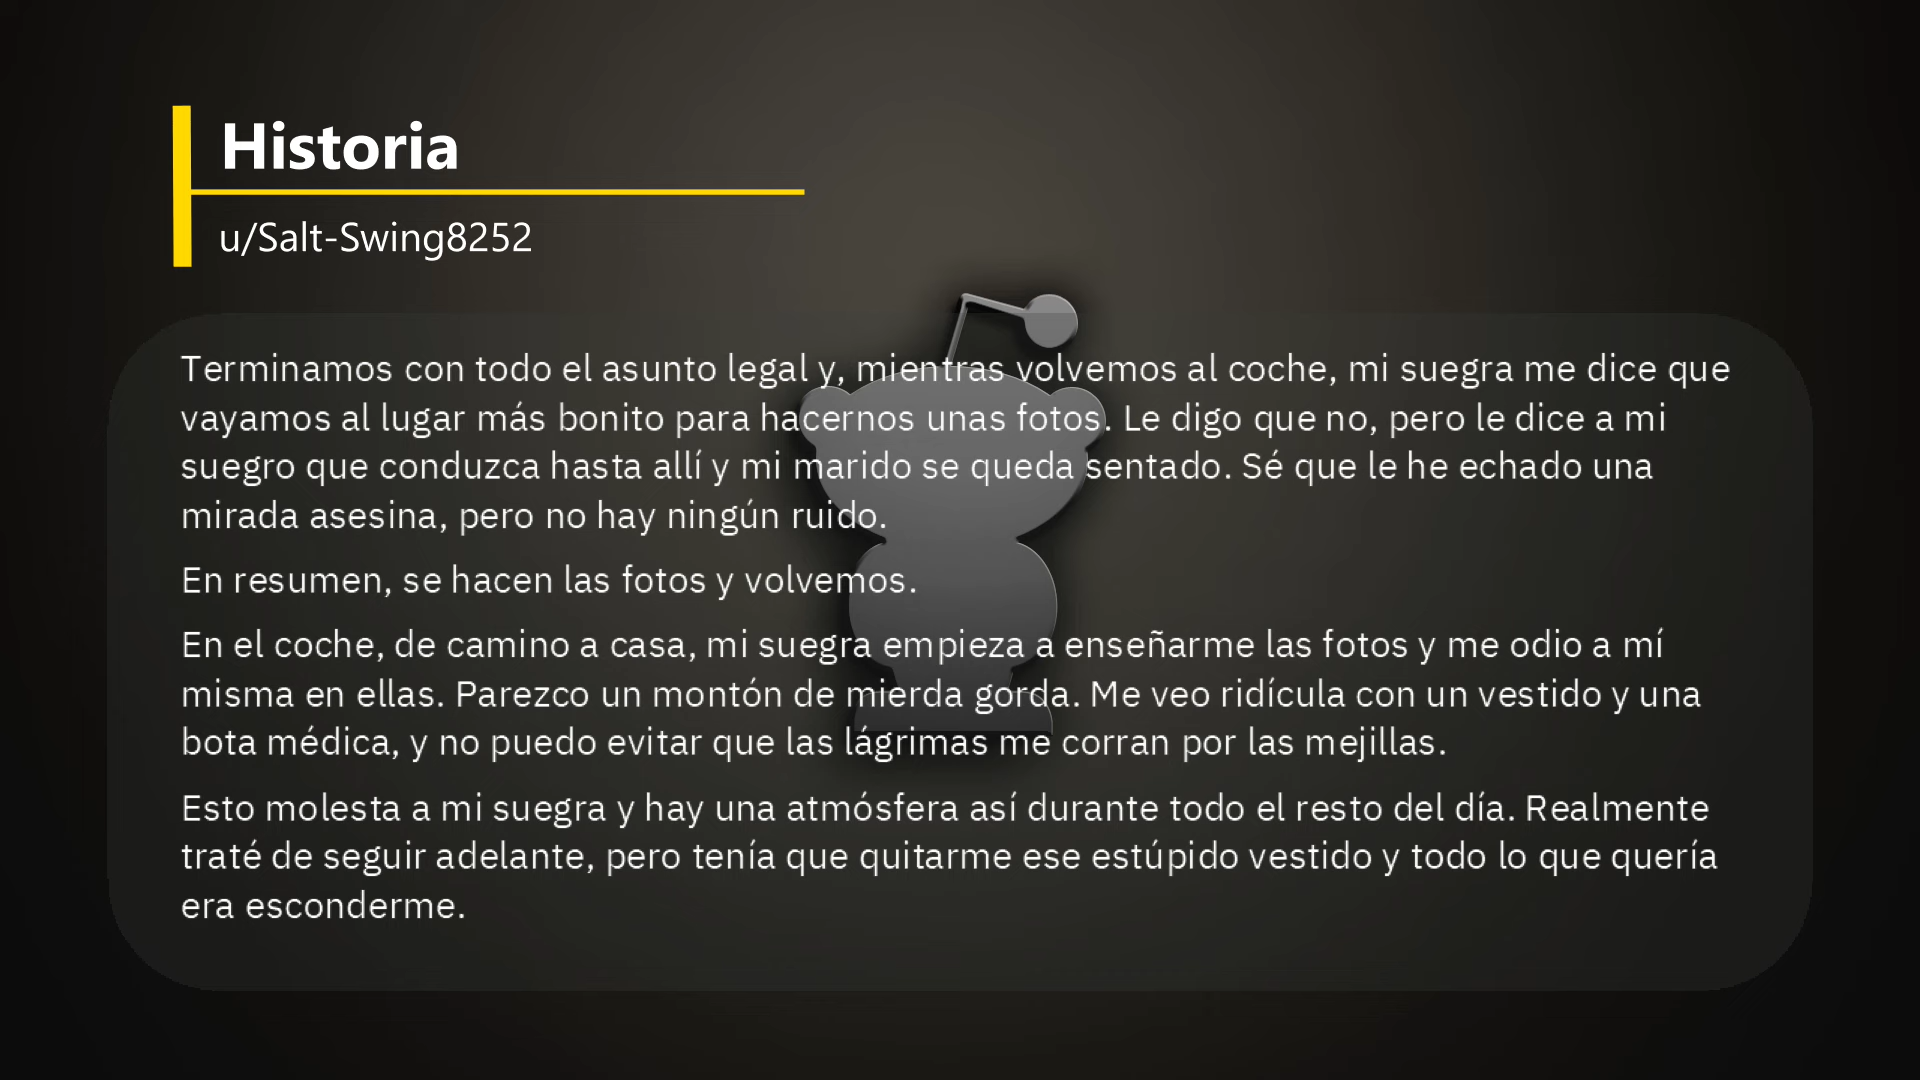 Historia
u/Salt-Swing8252
Terminamos con todo el asunto legal y, mientras volvemos al coche, mi suegra me dice que
vayamos al lugar más bonito para hacernos unas fotos. Le digo que no, pero le dice a mi
suegro que conduzca hasta allí y mi marido se queda sentado. Sé que le he echado una
mirada asesina, pero no hay ningún ruido.
En resumen, se hacen las fotos y volvemos.
En el coche, de camino a casa, mi suegra empieza a enseñarme las fotos y me odio a mí
misma en ellas. Parezco un montón de mierda gorda. Me veo ridícula con un vestido y una
bota médica, y no puedo evitar que las lágrimas me corran por las mejillas.
Esto molesta a mi suegra y hay una atmósfera así durante todo el resto del día. Realmente
traté de seguir adelante, pero tenía que quitarme ese estúpido vestido y todo lo que quería
era esconderme.